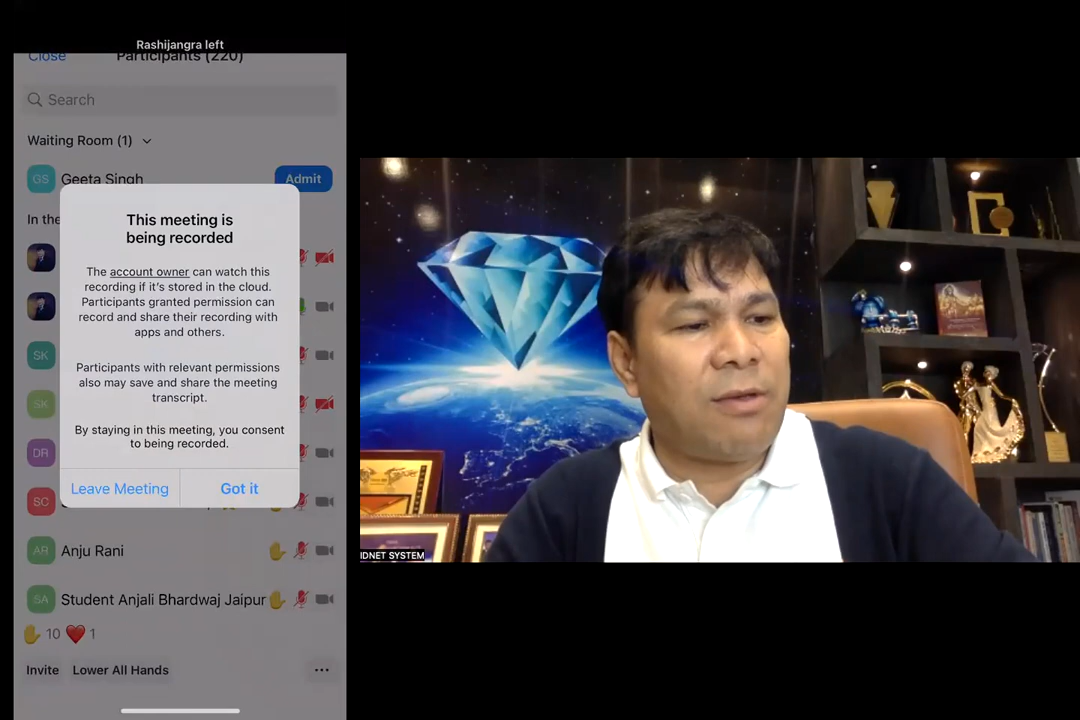 Rashijangra left
Close
Participants (220)
Search
Waiting Room (1)
GS
Geeta Singh
Admit
In the
This meeting is
being recorded
The account owner can watch this
recording if it's stored in the cloud.
Participants granted permission can
record and share their recording with
apps and others.
Participants with relevant permissions
also may save and share the meeting
transcript.
By staying in this meeting, you consent
to being recorded.
Leave Meeting
Got it
SK
SK
DR
SC
AR
Anju Rani
SA
Student Anjali Bhardwaj Jaipur
10
1
Invite
Lower All Hands
IDNET SYSTEM